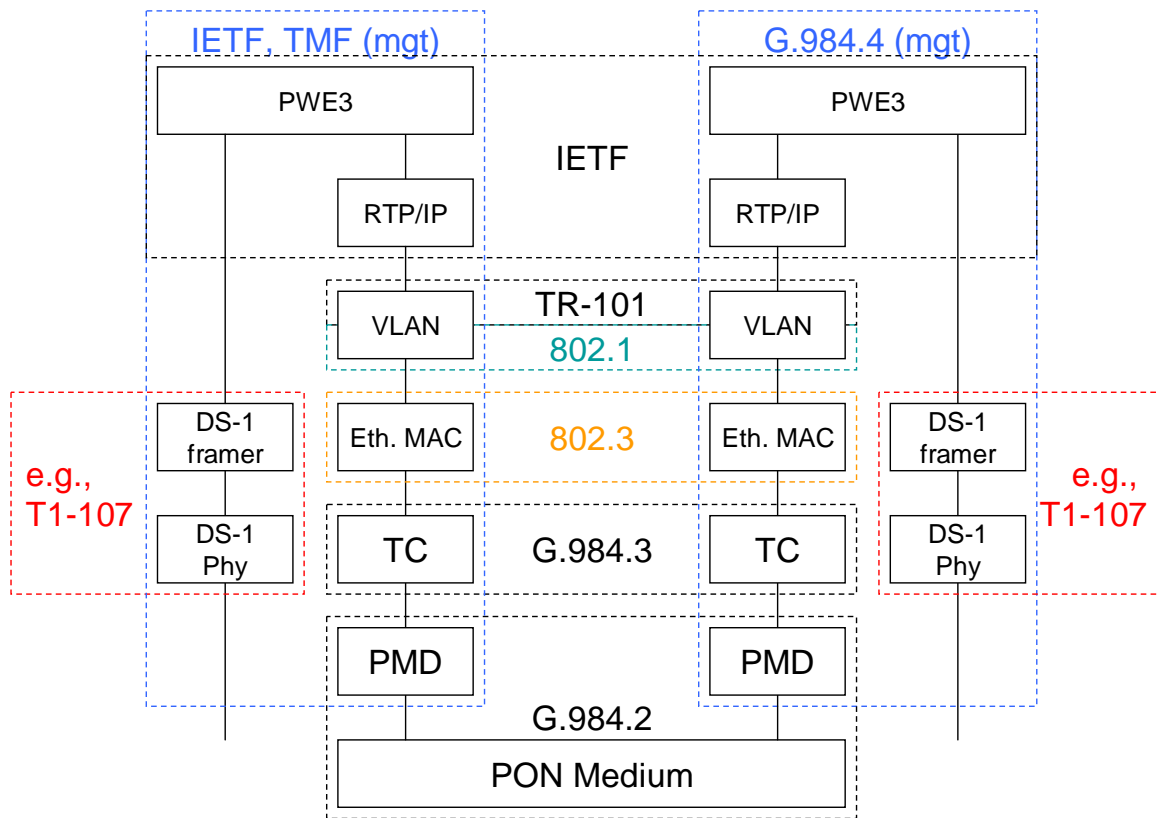 IETF, TMF (mgt)
G.984.4 (mgt)
PWE3
PWE3
IETF
RTP/IP
RTP/IP
TR-101
VLAN
VLAN
802.1
DS-1
framer
Eth. MAC
802.3
Eth. MAC
DS-1
framer
e.g.,
T1-107
e.g.,
T1-107
DS-1
Phy
TC
G.984.3
TC
DS-1
Phy
PMD
PMD
G.984.2
PON Medium